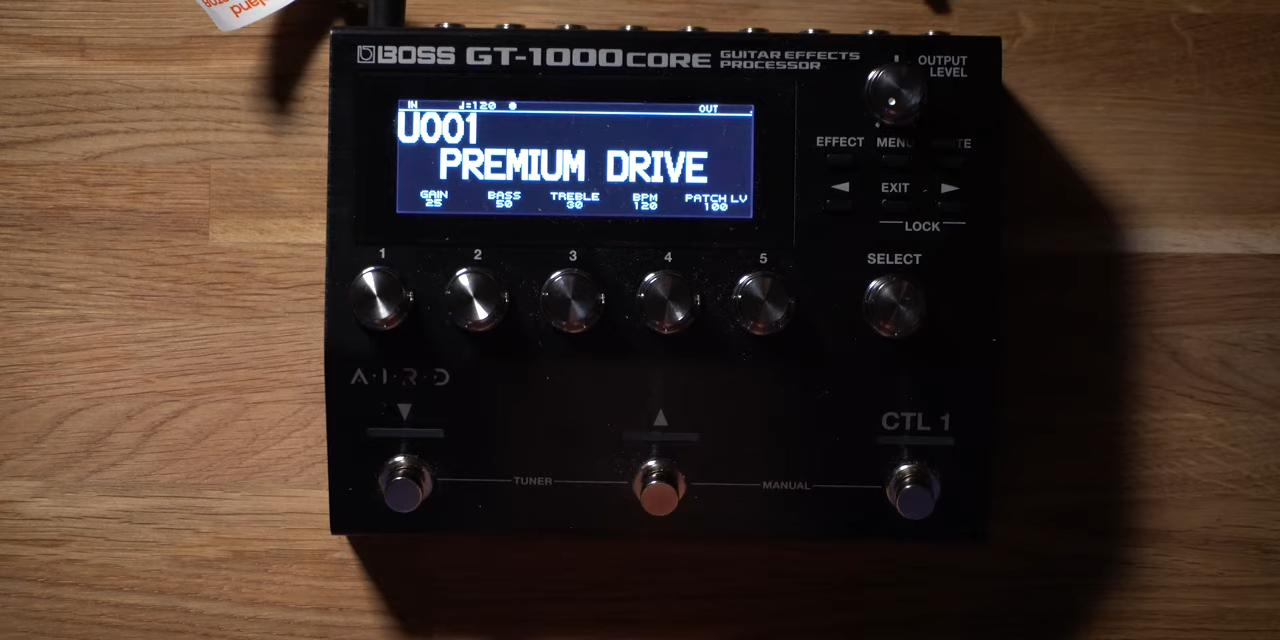 land
BOSS GT-1000CORE GUITAR EFFECTS PROCESSOR
OUTPUT LEVEL
IN ♩=120 OUT
U001
PREMIUM DRIVE
GAIN BASS TREBLE BPM PATCH LV
25 50 30 120 100
EFFECT MENU
EXIT
LOCK
1 2 3 4 5
SELECT
A·I·R·D
CTL 1
TUNER MANUAL